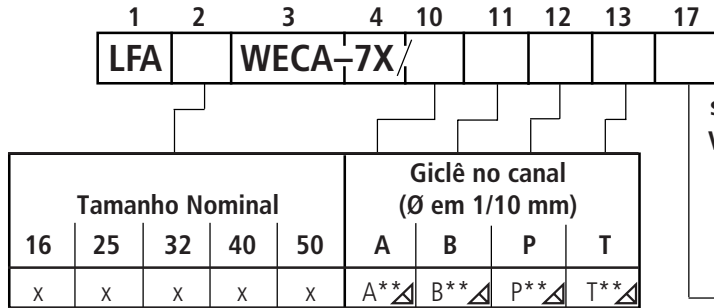 1 2 3 4 10 11 12 13 17
LFA WECA–7X/
Tamanho Nominal
Giclê no canal
(Ø em 1/10 mm)
16 25 32 40 50 A B P T
x x x x x A** B** P** T**